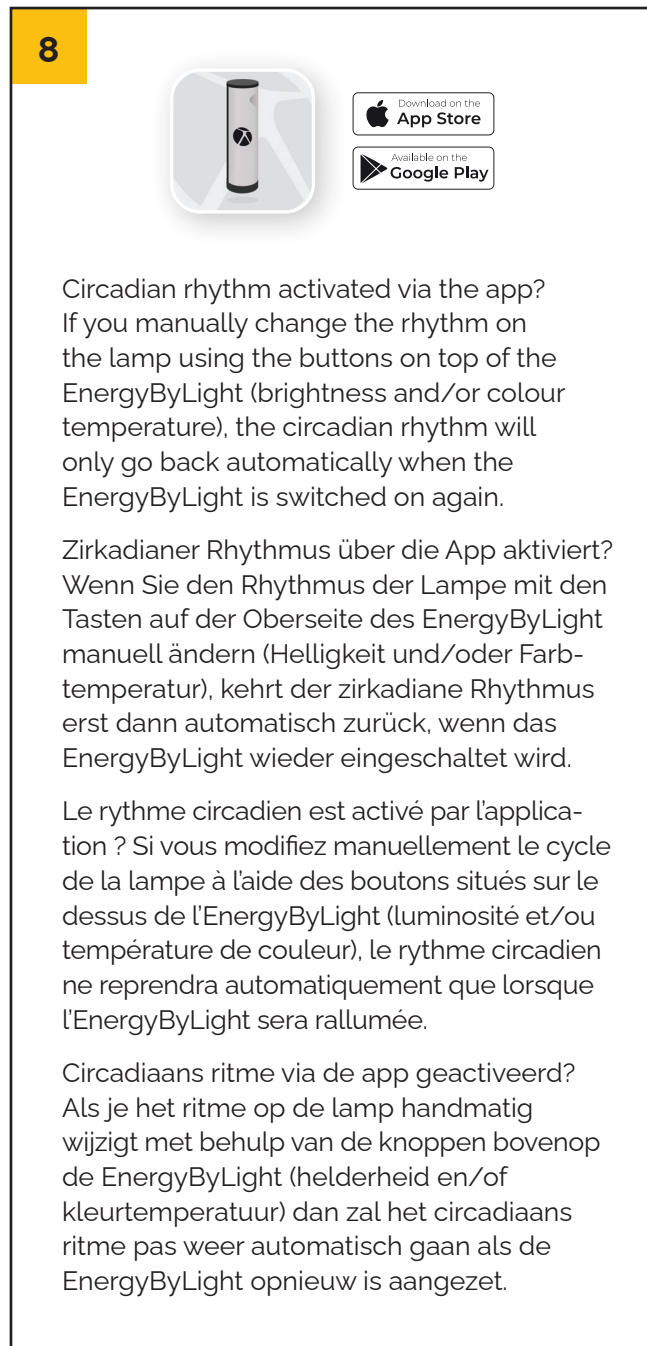 8
Download on the
App Store
Available on the
Google Play
Circadian rhythm activated via the app?
If you manually change the rhythm on
the lamp using the buttons on top of the
EnergyByLight (brightness and/or colour
temperature), the circadian rhythm will
only go back automatically when the
EnergyByLight is switched on again.
Zirkadianer Rhythmus über die App aktiviert?
Wenn Sie den Rhythmus der Lampe mit den
Tasten auf der Oberseite des EnergyByLight
manuell ändern (Helligkeit und/oder Farb-
temperatur), kehrt der zirkadiane Rhythmus
erst dann automatisch zurück, wenn das
EnergyByLight wieder eingeschaltet wird.
Le rythme circadien est activé par l’applica-
tion ? Si vous modifiez manuellement le cycle
de la lampe à l’aide des boutons situés sur le
dessus de l’EnergyByLight (luminosité et/ou
température de couleur), le rythme circadien
ne reprendra automatiquement que lorsque
l’EnergyByLight sera rallumée.
Circadiaans ritme via de app geactiveerd?
Als je het ritme op de lamp handmatig
wijzigt met behulp van de knoppen bovenop
de EnergyByLight (helderheid en/of
kleurtemperatuur) dan zal het circadiaans
ritme pas weer automatisch gaan als de
EnergyByLight opnieuw is aangezet.